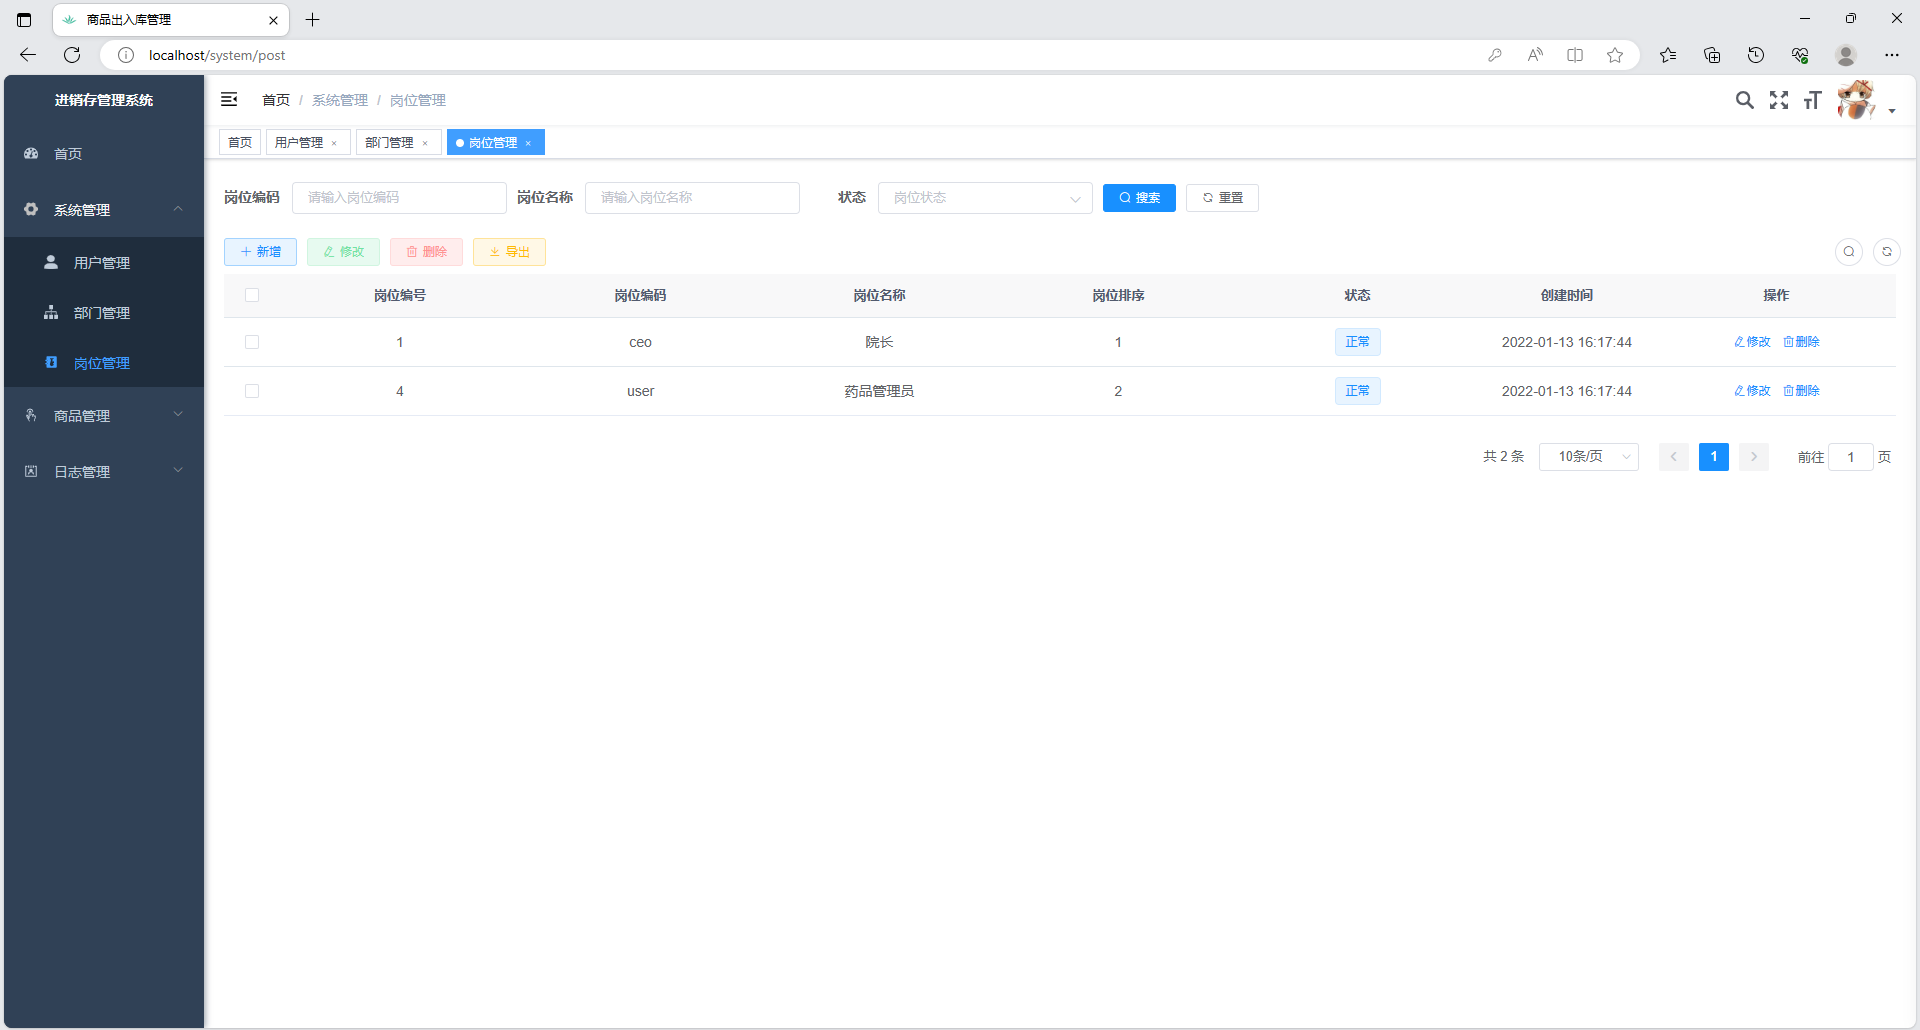 商品出入库管理
localhost/system/post
进销存管理系统
首页 / 系统管理 / 岗位管理
首页 用户管理 × 部门管理 × 岗位管理 ×
首页
系统管理
用户管理
部门管理
岗位管理
商品管理
日志管理
岗位编码 请输入岗位编码 岗位名称 请输入岗位名称 状态 岗位状态 搜索 重置
新增 修改 删除 导出
岗位编号 岗位编码 岗位名称 岗位排序 状态 创建时间 操作
1 ceo 院长 1 正常 2022-01-13 16:17:44 修改 删除
4 user 药品管理员 2 正常 2022-01-13 16:17:44 修改 删除
共 2 条 10条/页 1 前往 1 页